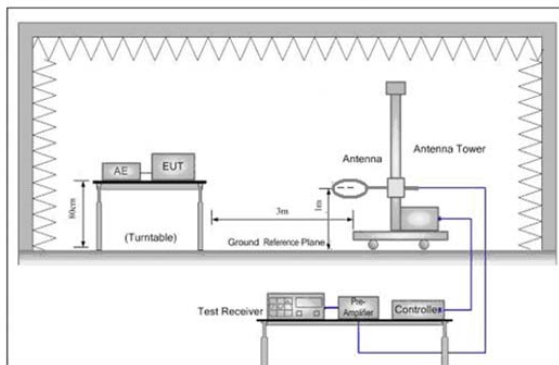 Antenna
Antenna Tower
AE
EUT
80cm
(Turntable)
3m
1m
Ground Reference Plane
Test Receiver
Pre-
Amplifier
Controller